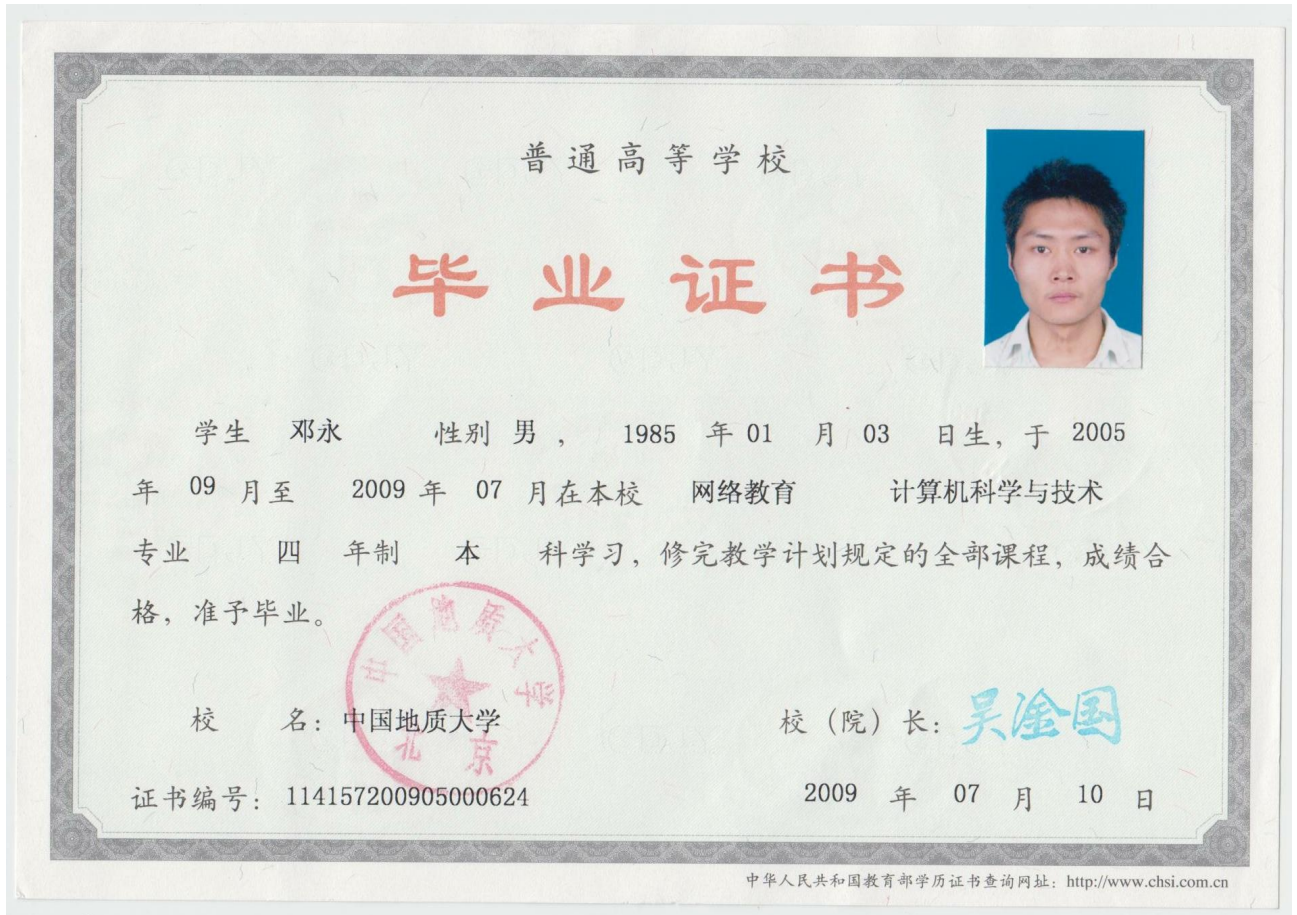 普通高等学校
毕业证书
学生 邓永 性别 男 ， 1985 年 01 月 03 日生，于 2005
年 09 月至 2009 年 07 月在本校 网络教育 计算机科学与技术
专业 四 年制 本 科学习，修完教学计划规定的全部课程，成绩合
格，准予毕业。
中国地质大学
北京
校 名：中国地质大学 校（院）长：吴淦国
证书编号：114157200905000624 2009 年 07 月 10 日
中华人民共和国教育部学历证书查询网址：http://www.chsi.com.cn